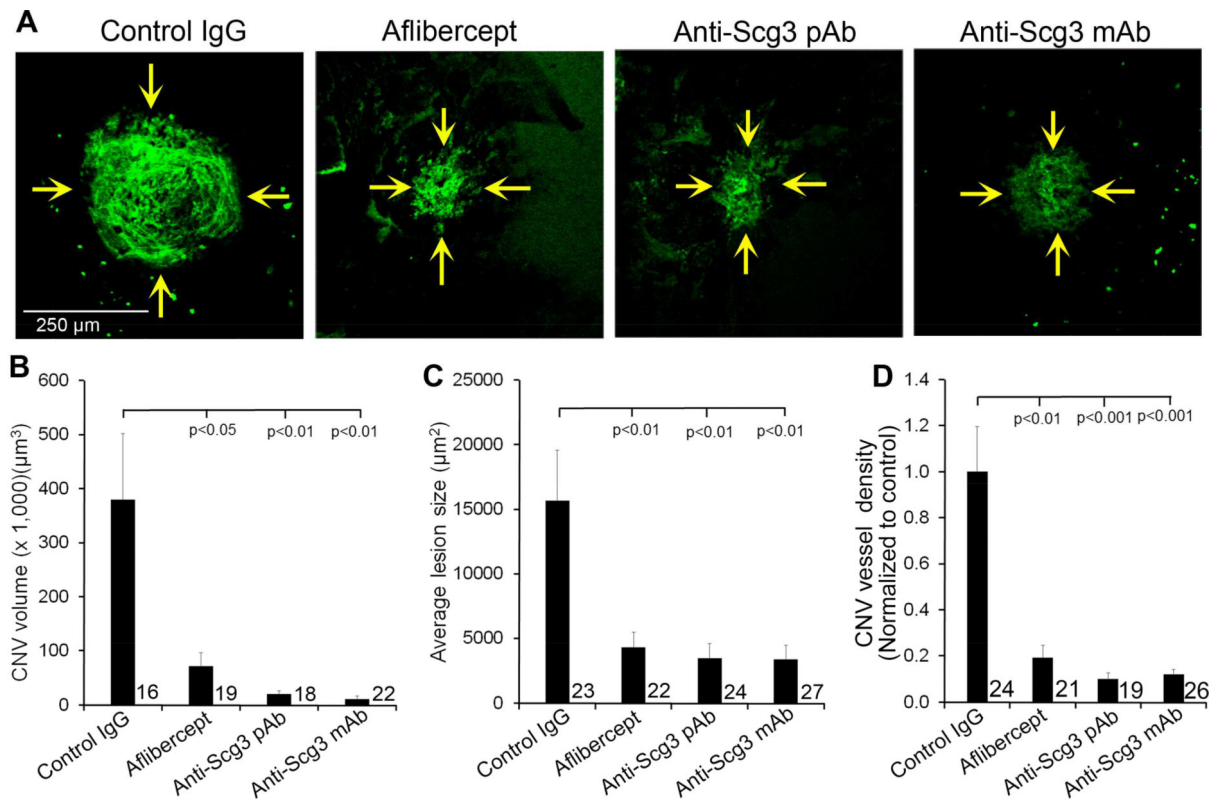 A
Control IgG
Aflibercept
Anti-Scg3 pAb
Anti-Scg3 mAb
250 µm
B
CNV volume (x 1,000)(µm³)
600
500
400
300
200
100
0
p<0.05
p<0.01
p<0.01
16
19
18
22
Control IgG
Aflibercept
Anti-Scg3 pAb
Anti-Scg3 mAb
C
Average lesion size (µm²)
25000
20000
15000
10000
5000
0
p<0.01
p<0.01
p<0.01
23
22
24
27
Control IgG
Aflibercept
Anti-Scg3 pAb
Anti-Scg3 mAb
D
CNV vessel density
(Normalized to control)
1.4
1.2
1.0
0.8
0.6
0.4
0.2
0.0
p<0.01
p<0.001
p<0.001
24
21
19
26
Control IgG
Aflibercept
Anti-Scg3 pAb
Anti-Scg3 mAb